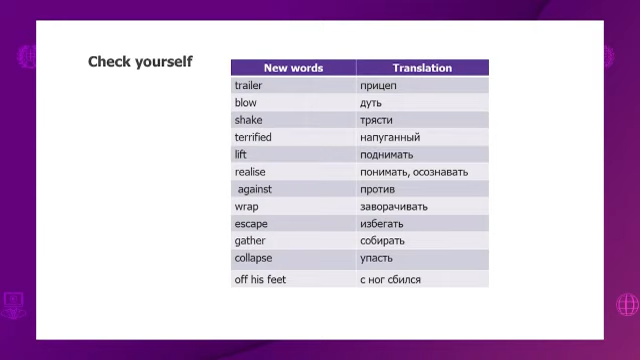 Check yourself
New words Translation
trailer прицеп
blow дуть
shake трясти
terrified напуганный
lift поднимать
realise понимать, осознавать
against против
wrap заворачивать
escape избегать
gather собирать
collapse упасть
off his feet с ног сбился